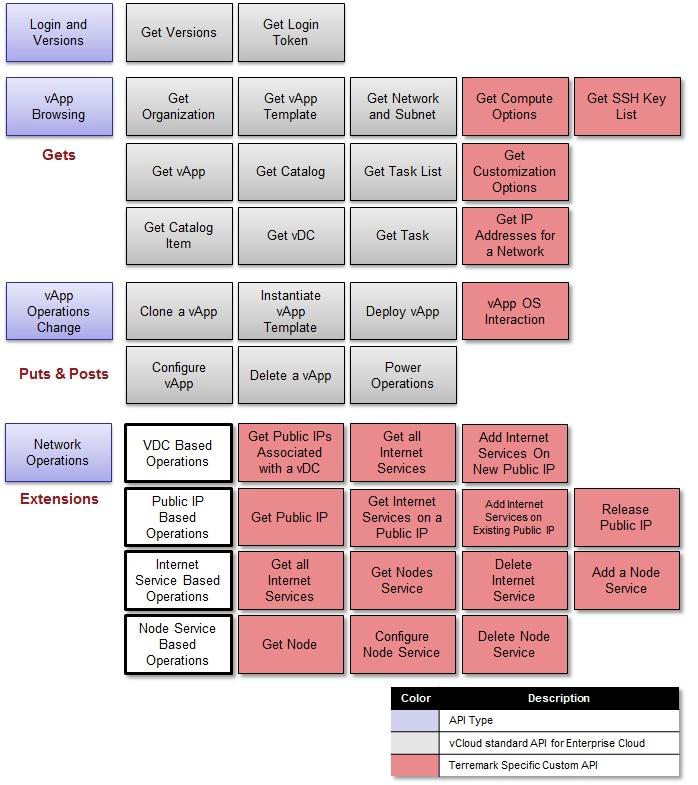 Login and
Versions
Get Versions
Get Login
Token
vApp
Browsing
Get
Organization
Get vApp
Template
Get Network
and Subnet
Get Compute
Options
Get SSH Key
List
Gets
Get vApp
Get Catalog
Get Task List
Get
Customization
Options
Get Catalog
Item
Get vDC
Get Task
Get IP
Addresses for
a Network
vApp
Operations
Change
Clone a vApp
Instantiate
vApp
Template
Deploy vApp
vApp OS
Interaction
Puts & Posts
Configure
vApp
Delete a vApp
Power
Operations
Network
Operations
VDC Based
Operations
Get Public IPs
Associated
with a vDC
Get all
Internet
Services
Add Internet
Services On
New Public IP
Extensions
Public IP
Based
Operations
Get Public IP
Get Internet
Services on a
Public IP
Add Internet
Services on
Existing Public IP
Release
Public IP
Internet
Service Based
Operations
Get all
Internet
Services
Get Nodes
Service
Delete
Internet
Service
Add a Node
Service
Node Service
Based
Operations
Get Node
Configure
Node Service
Delete Node
Service
Color
Description
API Type
vCloud standard API for Enterprise Cloud
Terremark Specific Custom API